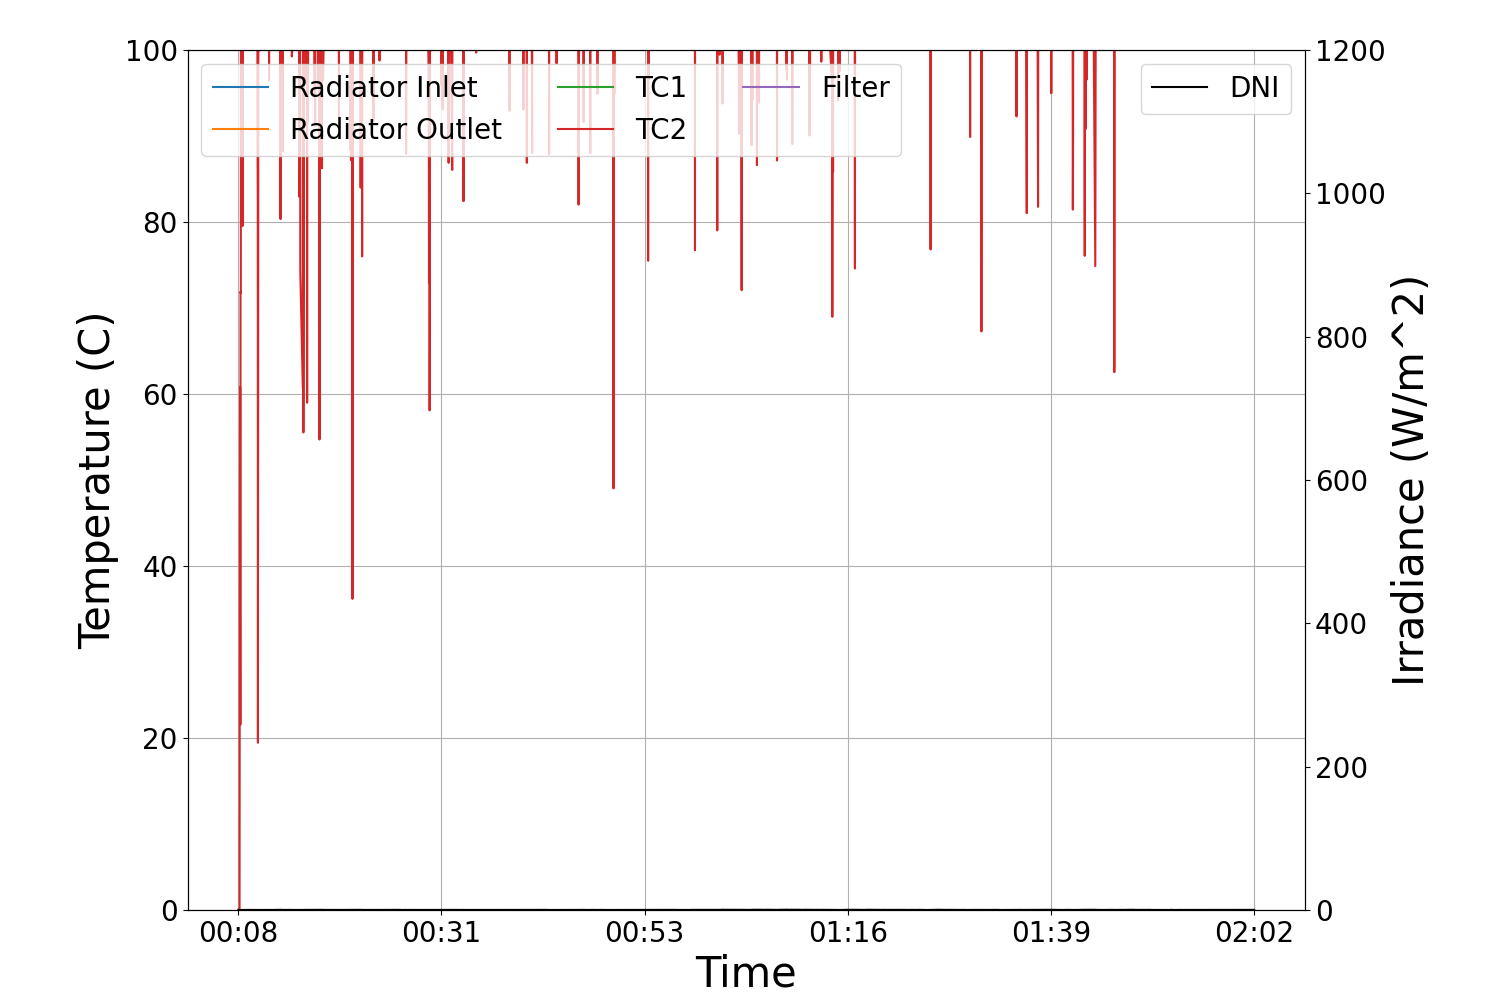 100
80
60
40
20
0
Temperature (C)
Radiator Inlet
Radiator Outlet
TC1
TC2
Filter
DNI
1200
1000
800
600
400
200
0
Irradiance (W/m^2)
00:08 00:31 00:53 01:16 01:39 02:02
Time